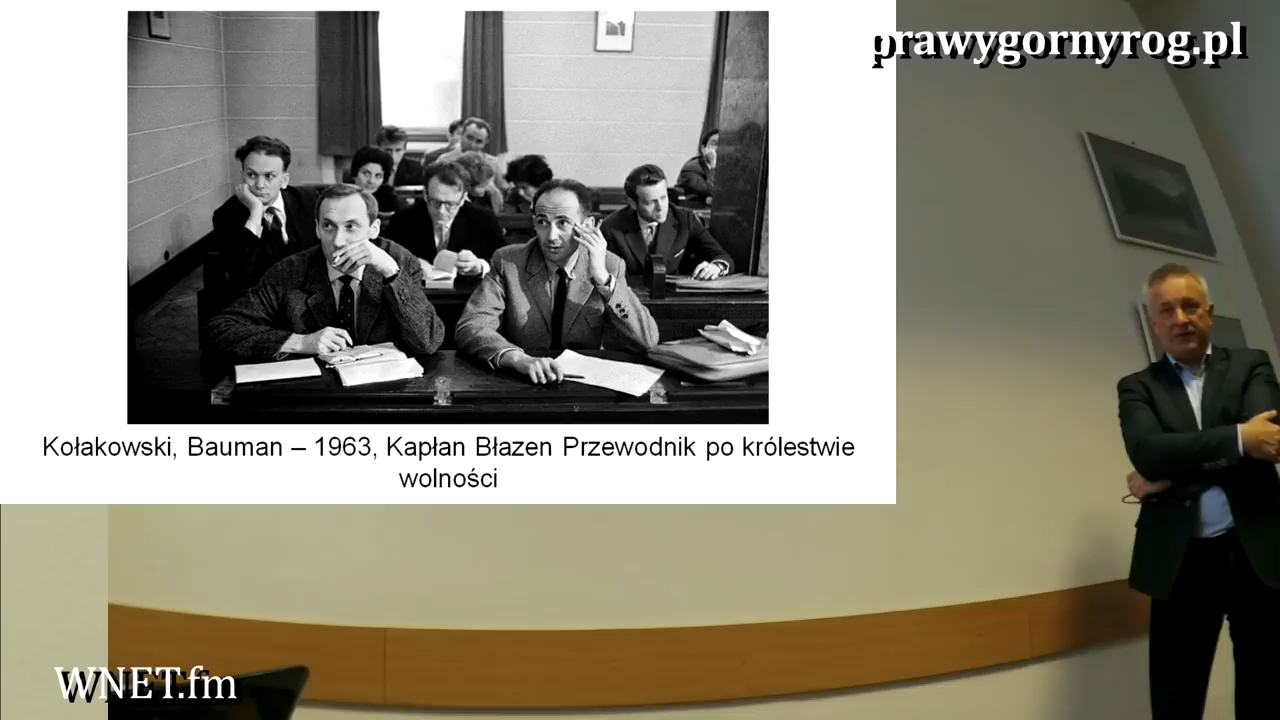 prawygornyrog.pl
Kołakowski, Bauman – 1963, Kapłan Błazen Przewodnik po królestwie
wolności
WNET.fm